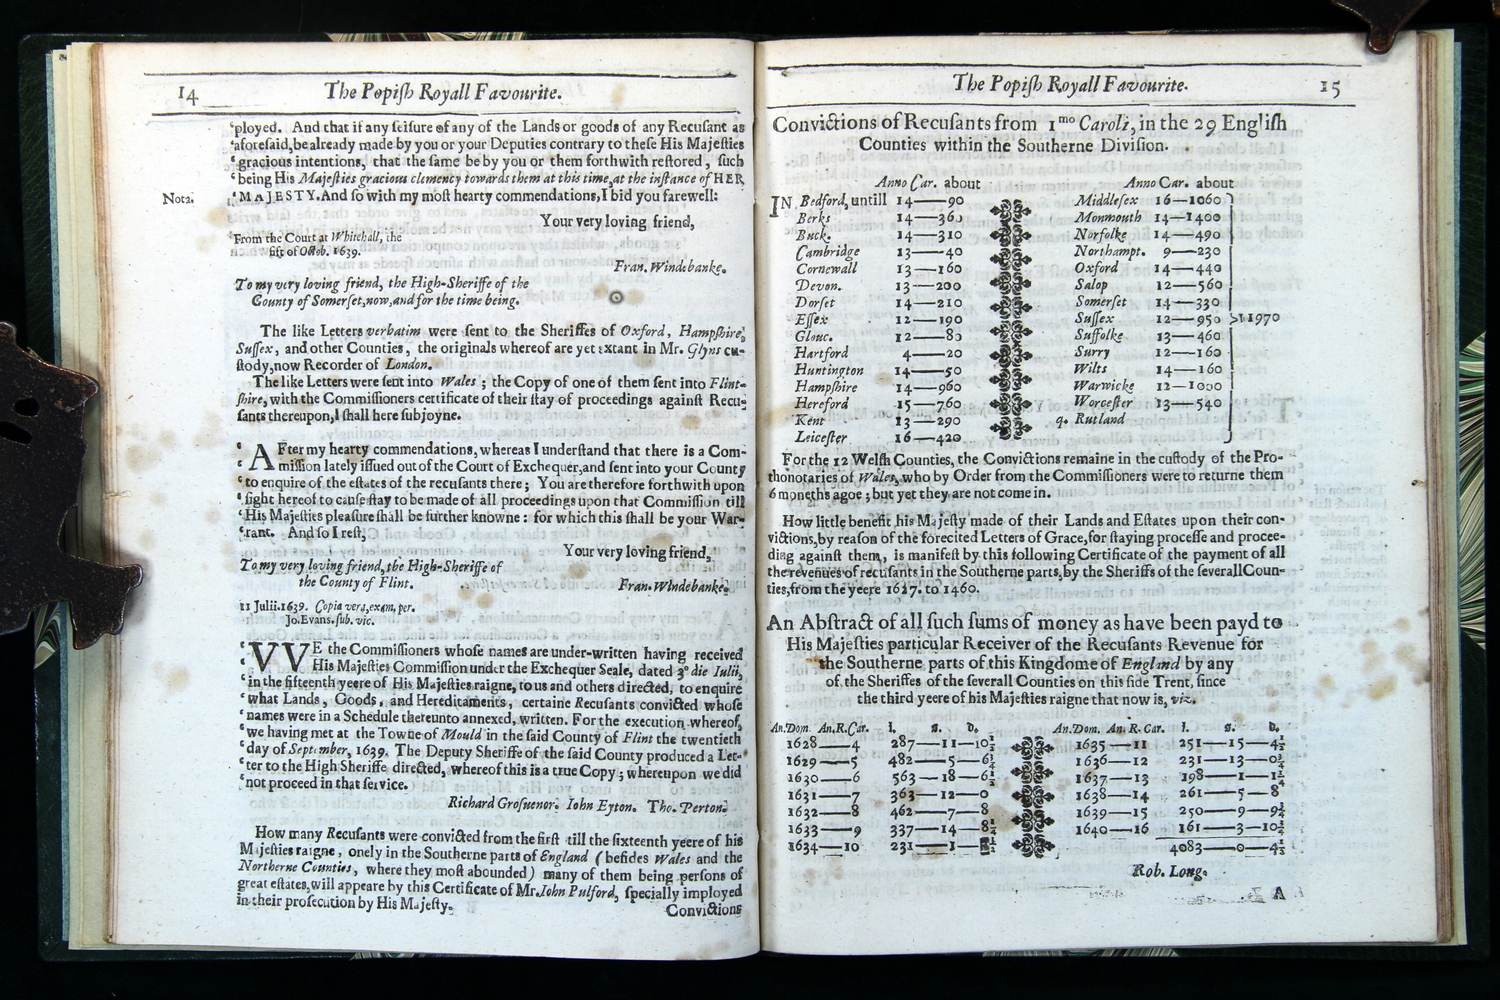 14 The Popish Royall Favourite.
‘ployed. And that if any seisure of any of the Lands or goods of any Recusant as
‘aforesaid, be already made by you or your Deputies contrary to these His Majesties
‘gracious intentions, that the same be by you or them forthwith restored, such
‘being His Majesties gracious clemency towards them at this time, at the instance of HER
Nota. ‘MAJESTY. And so with my most hearty commendations, I bid you farewell:
Your very loving friend,
From the Court at Whitehall, the
fist of Octob. 1639.
Fran. Windebanke.
To my very loving friend, the High-Sheriffe of the
County of Somerset, now, and for the time being.
The like Letters verbatim were sent to the Sheriffes of Oxford, Hampshire,
Sussex, and other Counties, the originals whereof are yet extant in Mr. Glyns cu-
stody, now Recorder of London.
The like Letters were sent into Wales; the Copy of one of them sent into Flint-
shire, with the Commissioners certificate of their stay of proceedings against Recu-
sants thereupon, I shall here subjoyne.
‘AFter my hearty commendations, whereas I understand that there is a Com-
‘mission lately issued out of the Court of Exchequer, and sent into your County
‘to enquire of the estates of the recusants there; You are therefore forthwith upon
‘sight hereof to cause stay to be made of all proceedings upon that Commission till
‘His Majesties pleasure shall be further knowne: for which this shall be your War-
‘rant. And so I rest,
Your very loving friend,
To my very loving friend, the High-Sheriffe of
the County of Flint.
Fran. Windebanke.
11 Julii. 1639. Copia vera, exam, per.
Jo. Evans. sub. vic.
‘VVE the Commissioners whose names are under-written having received
‘His Majesties Commission under the Exchequer Seale, dated 3° die Iulii,
‘in the fifteenth yeere of His Majesties raigne, to us and others directed, to enquire
‘what Lands, Goods, and Hereditaments, certaine Recusants convicted whose
‘names were in a Schedule thereunto annexed, written. For the execution whereof,
‘we having met at the Towne of Mould in the said County of Flint the twentieth
‘day of September, 1639. The Deputy Sheriffe of the said County produced a Let-
‘ter to the High Sheriffe directed, whereof this is a true Copy; whereupon we did
‘not proceed in that service.
Richard Grosuenor. Iohn Eyton. Tho. Perton.
How many Recusants were convicted from the first till the sixteenth yeere of his
Majesties raigne, onely in the Southerne parts of England (besides Wales and the
Northerne Counties, where they most abounded) many of them being persons of
great estates, will appeare by this Certificate of Mr. John Pulford, specially imployed
in their prosecution by His Majesty.
Convictions
The Popish Royall Favourite. 15
Convictions of Recusants from 1mo Caroli, in the 29 English
Counties within the Southerne Division.
Anno Car. about Anno Car. about
IN Bedford, untill 14—90 Middlesex 16—1060
Berks 14—360 Monmouth 14—1400
Buck. 14—310 Norfolke 14—490
Cambridge 13—40 Northampt. 9—230
Cornewall 13—160 Oxford 14—440
Devon. 13—200 Salop 12—560
Dorset 14—210 Somerset 14—330
Essex 12—190 Sussex 12—950 >11970
Glouc. 12—80 Suffolke 13—460
Hartford 4—20 Surry 12—160
Huntington 14—50 Wilts 14—160
Hampshire 14—960 Warwicke 12—1000
Hereford 15—760 Worcester 13—540
Kent 13—290 q. Rutland
Leicester 16—420
For the 12 Welsh Counties, the Convictions remaine in the custody of the Pro-
thonotaries of Wales, who by Order from the Commissioners were to returne them
6 moneths agoe; but yet they are not come in.
How little benefit his Majesty made of their Lands and Estates upon their con-
victions, by reason of the forecited Letters of Grace, for staying processe and procee-
ding against them, is manifest by this following Certificate of the payment of all
the revenues of recusants in the Southerne parts, by the Sheriffs of the severall Coun-
ties, from the yeere 1627. to 1460.
An Abstract of all such sums of money as have been payd to
His Majesties particular Receiver of the Recusants Revenue for
the Southerne parts of this Kingdome of England by any
of the Sheriffes of the severall Counties on this side Trent, since
the third yeere of his Majesties raigne that now is, viz.
An. Dom. An. R. Car. l. s. d. An. Dom. An. R. Car. l. s. d.
1628—4 287—11—10½ 1635—11 251—15—4½
1629—5 482—5—6¼ 1636—12 231—13—0¾
1630—6 563—18—6½ 1637—13 198—1—1¼
1631—7 363—12—0 1638—14 261—5—8
1632—8 462—7—8 1639—15 250—9—9¾
1633—9 337—14—8½ 1640—16 161—3—10¾
1634—10 231—1— 4083—0—4½
Rob. Long.